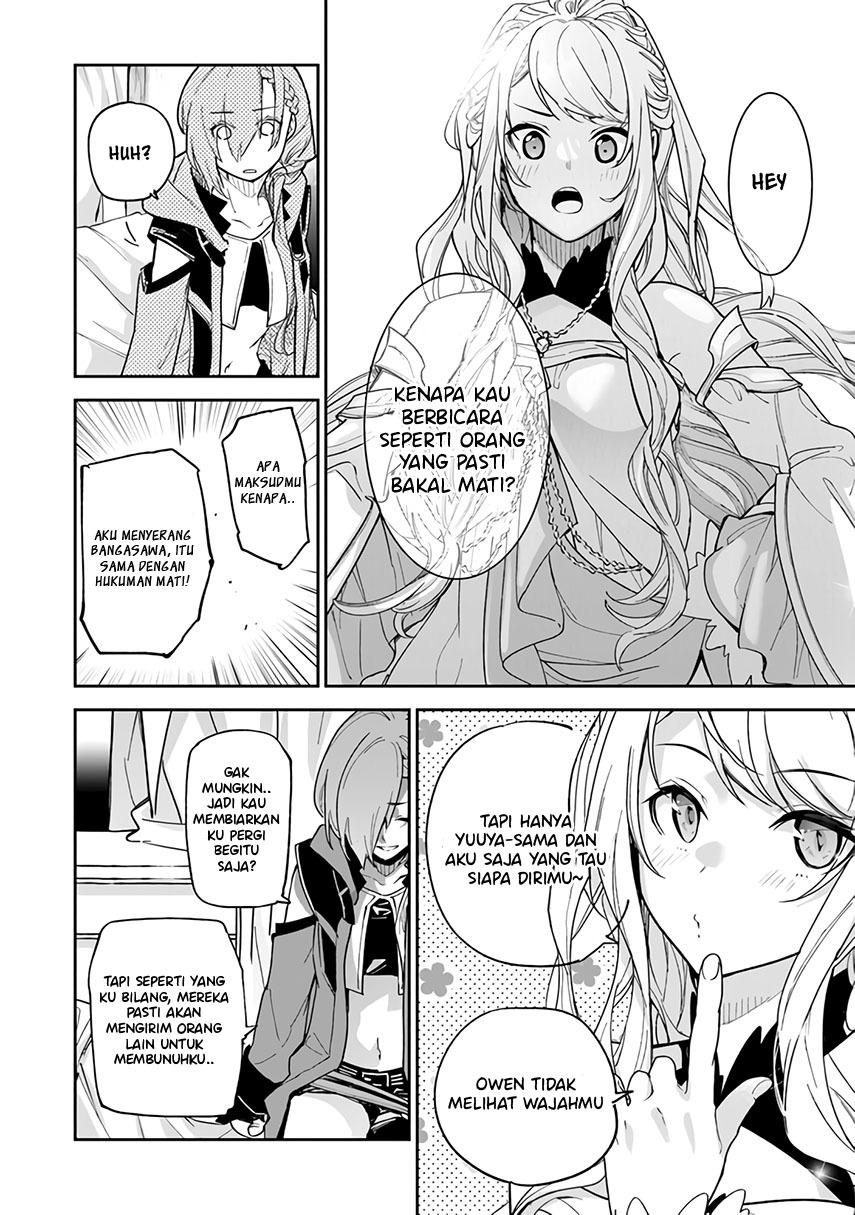 HEY
KENAPA KAU
BERBICARA
SEPERTI ORANG
YANG PASTI
BAKAL MATI?
HUH?
APA
MAKSUDMU
KENAPA..
AKU MENYERANG
BANGASAWA, ITU
SAMA DENGAN
HUKUMAN MATI!
TAPI HANYA
YUUYA-SAMA DAN
AKU SAJA YANG TAU
SIAPA DIRIMU~
OWEN TIDAK
MELIHAT WAJAHMU
GAK
MUNGKIN..
JADI KAU
MEMBIARKAN
KU PERGI
BEGITU
SAJA?
TAPI SEPERTI YANG
KU BILANG, MEREKA
PASTI AKAN
MENGIRIM ORANG
LAIN UNTUK
MEMBUNUHKU..